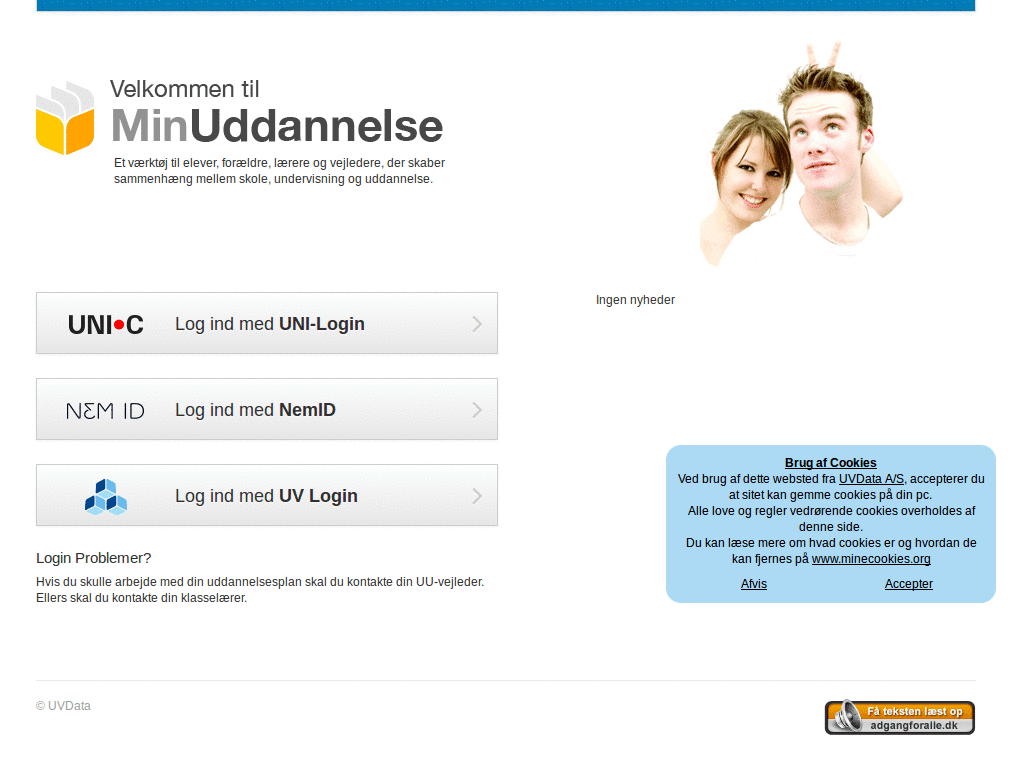 Velkommen til
MinUddannelse
Et værktøj til elever, forældre, lærere og vejledere, der skaber
sammenhæng mellem skole, undervisning og uddannelse.
UNI•C Log ind med UNI-Login
Ingen nyheder
NEM ID Log ind med NemID
Log ind med UV Login
Login Problemer?
Hvis du skulle arbejde med din uddannelsesplan skal du kontakte din UU-vejleder.
Ellers skal du kontakte din klasselærer.
Brug af Cookies
Ved brug af dette websted fra UVData A/S, accepterer du
at sitet kan gemme cookies på din pc.
Alle love og regler vedrørende cookies overholdes af
denne side.
Du kan læse mere om hvad cookies er og hvordan de
kan fjernes på www.minecookies.org
Afvis Accepter
© UVData
Få teksten læst op
adgangforalle.dk